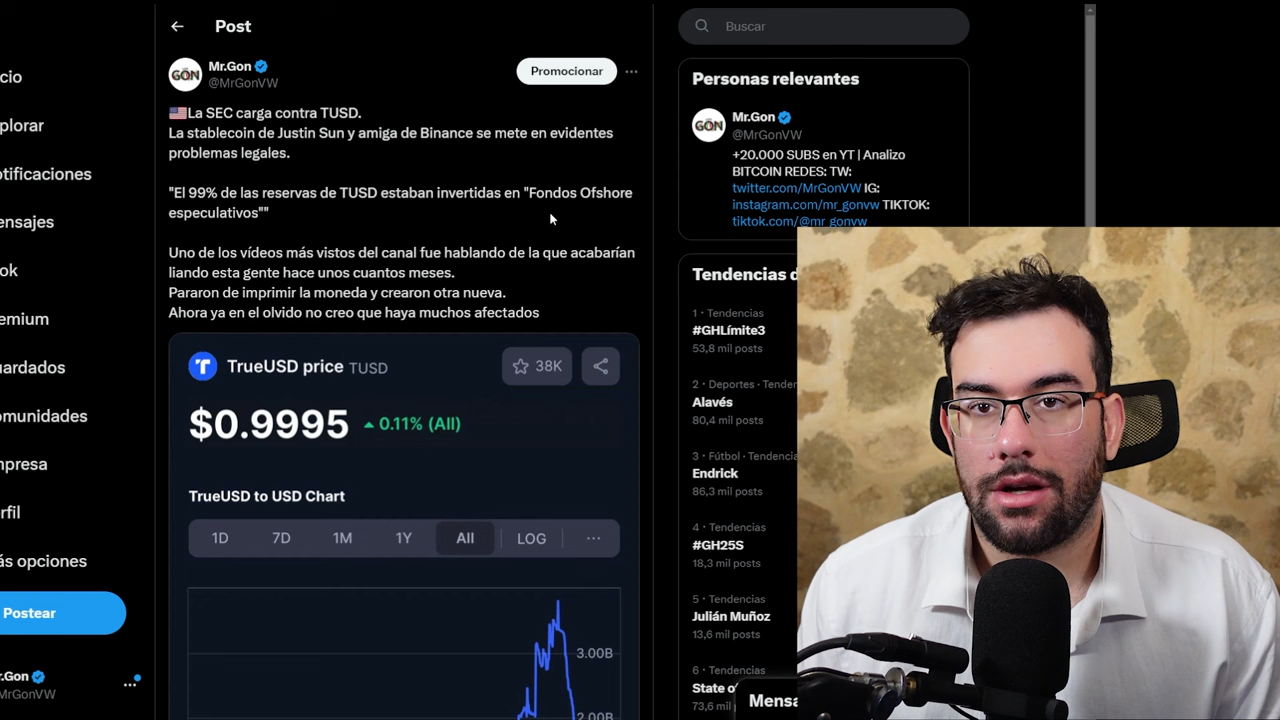 Post
Mr.Gon
@MrGonVW
Promocionar
La SEC carga contra TUSD.
La stablecoin de Justin Sun y amiga de Binance se mete en evidentes
problemas legales.
"El 99% de las reservas de TUSD estaban invertidas en "Fondos Ofshore
especulativos""
Uno de los vídeos más vistos del canal fue hablando de la que acabarían
liando esta gente hace unos cuantos meses.
Pararon de imprimir la moneda y crearon otra nueva.
Ahora ya en el olvido no creo que haya muchos afectados
TrueUSD price TUSD
38K
$0.9995
0.11% (All)
TrueUSD to USD Chart
1D 7D 1M 1Y All LOG ...
3.00B
2.00B
cio
plorar
otificaciones
ensajes
ok
emium
uardados
omunidades
mpresa
rfil
ás opciones
Postear
r.Gon
MrGonVW
Buscar
Personas relevantes
GON
Mr.Gon
@MrGonVW
+20.000 SUBS en YT | Analizo
BITCOIN REDES: TW:
twitter.com/MrGonVW IG:
instagram.com/mr_gonvw TIKTOK:
tiktok.com/@mr_gonvw
Tendencias d
1 · Tendencias
#GHLímite3
53,8 mil posts
2 · Deportes · Tenden
Alavés
80,4 mil posts
3 · Fútbol · Tendencia
Endrick
86,3 mil posts
4 · Tendencias
#GH25S
18,3 mil posts
5 · Tendencias
Julián Muñoz
13,6 mil posts
6 · Tendencias
State o
73,6 mil
Mensa